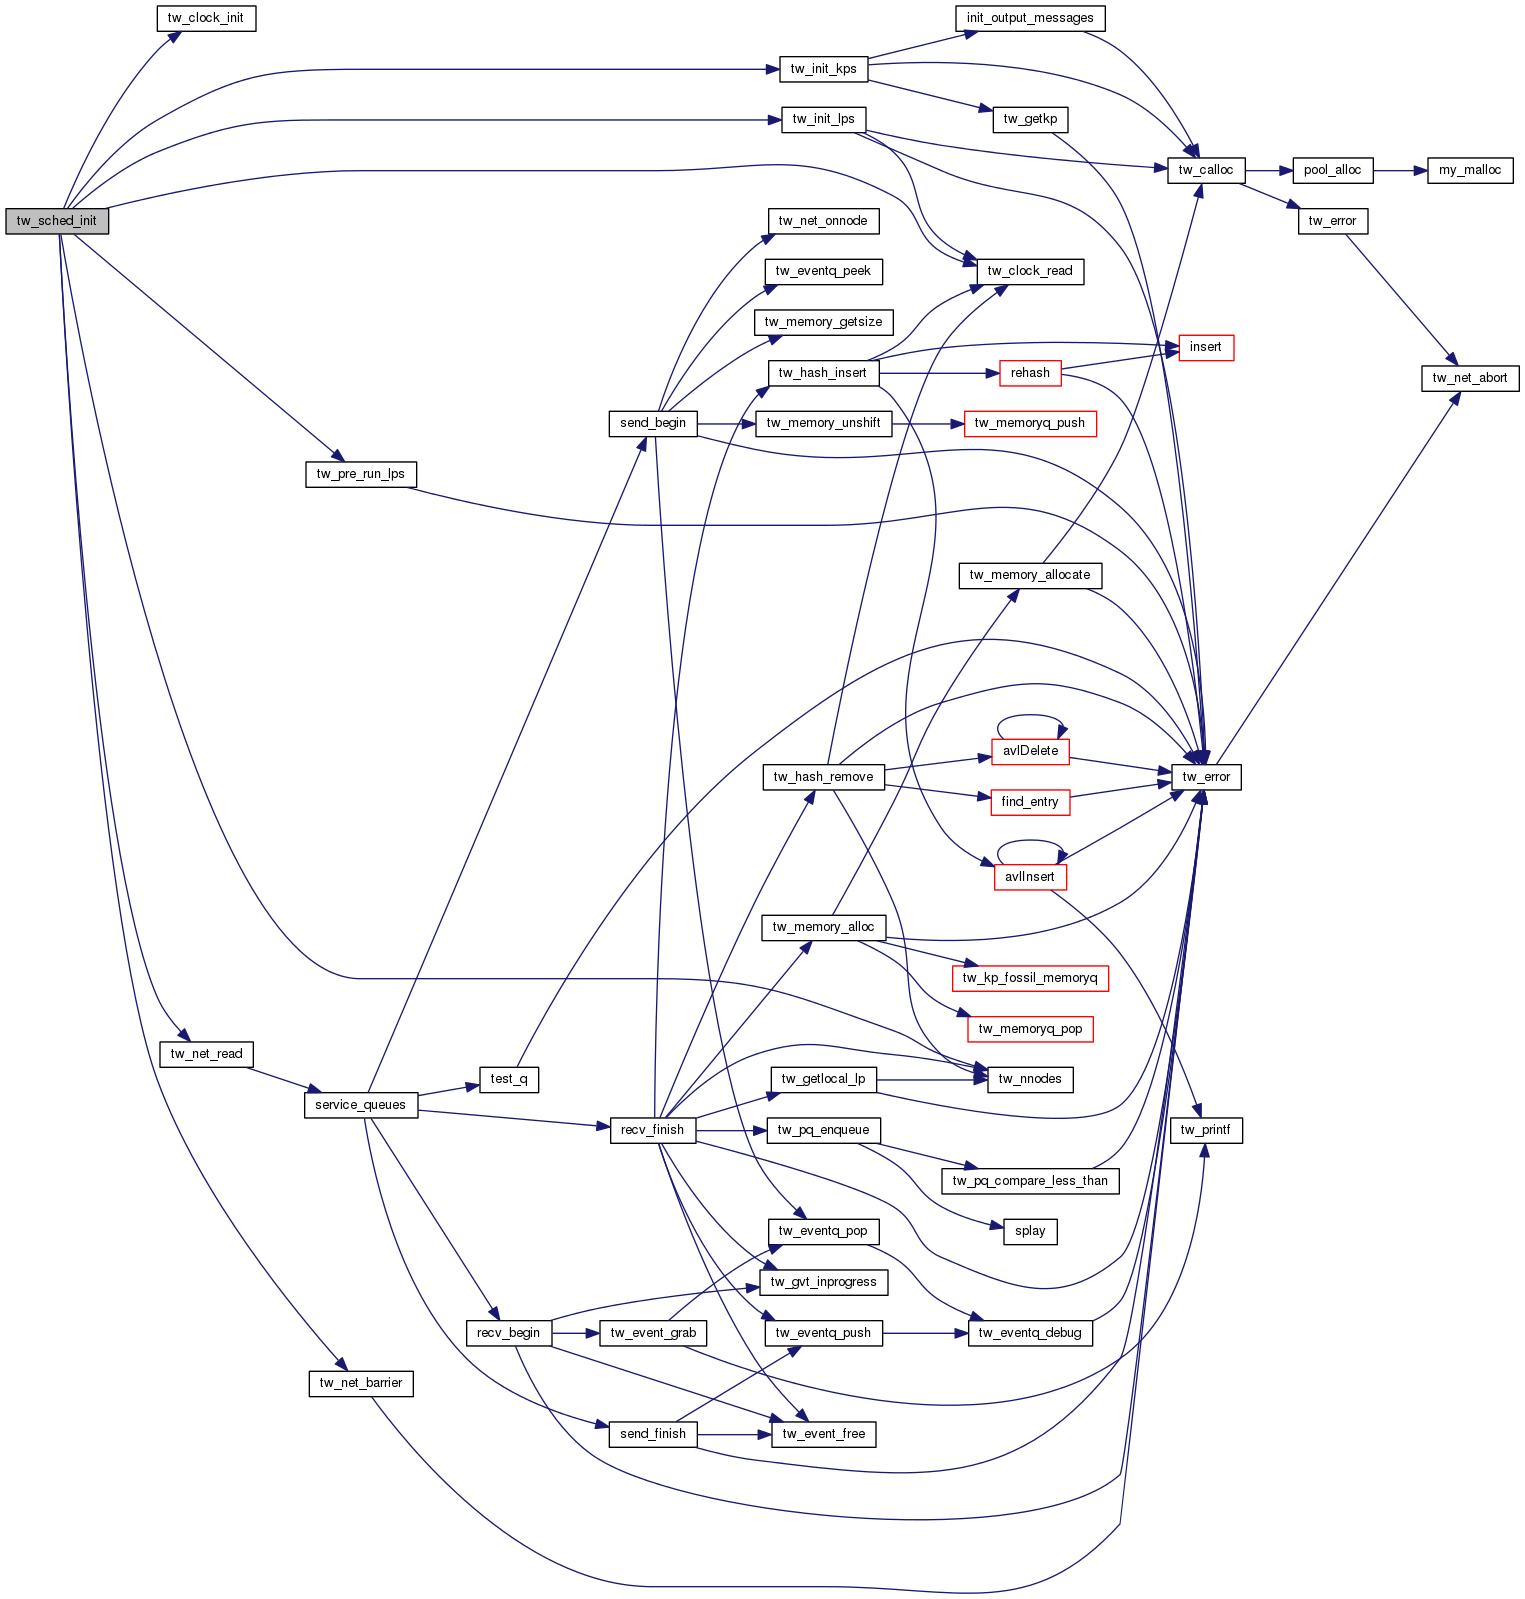 tw_clock_init
init_output_messages
tw_init_kps
tw_getkp
tw_init_lps
tw_calloc
pool_alloc
my_malloc
tw_sched_init
tw_net_onnode
tw_error
tw_eventq_peek
tw_clock_read
tw_memory_getsize
insert
tw_hash_insert
rehash
tw_net_abort
send_begin
tw_memory_unshift
tw_memoryq_push
tw_pre_run_lps
tw_memory_allocate
avlDelete
tw_hash_remove
tw_error
find_entry
avlInsert
tw_memory_alloc
tw_kp_fossil_memoryq
tw_memoryq_pop
tw_net_read
test_q
tw_getlocal_lp
tw_nnodes
service_queues
recv_finish
tw_pq_enqueue
tw_printf
tw_pq_compare_less_than
tw_eventq_pop
splay
tw_gvt_inprogress
recv_begin
tw_event_grab
tw_eventq_push
tw_eventq_debug
tw_net_barrier
send_finish
tw_event_free